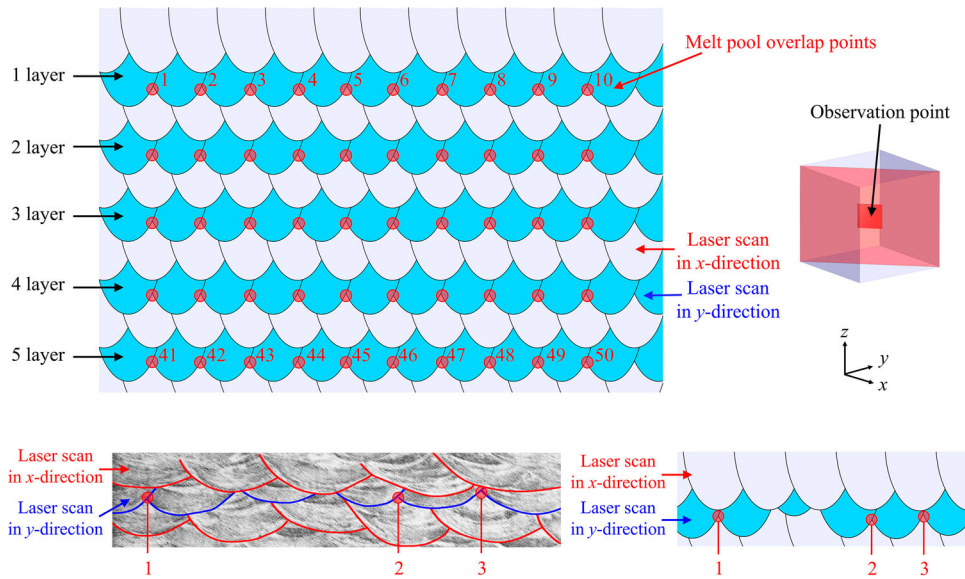 Melt pool overlap points
1 layer
1 2 3 4 5 6 7 8 9 10
Observation point
2 layer
3 layer
Laser scan
in x-direction
4 layer
Laser scan
in y-direction
5 layer
41 42 43 44 45 46 47 48 49 50
z
y
x
Laser scan
in x-direction
Laser scan
in y-direction
1 2 3
Laser scan
in x-direction
Laser scan
in y-direction
1 2 3